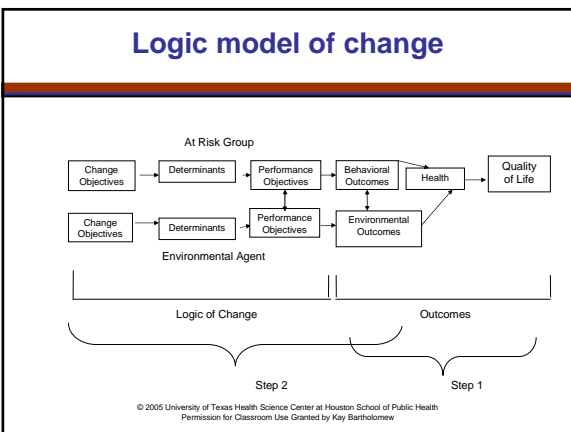 Logic model of change
At Risk Group
Change
Objectives
Determinants
Performance
Objectives
Behavioral
Outcomes
Health
Quality
of Life
Change
Objectives
Determinants
Performance
Objectives
Environmental
Outcomes
Environmental Agent
Logic of Change
Outcomes
Step 2
Step 1
© 2005 University of Texas Health Science Center at Houston School of Public Health
Permission for Classroom Use Granted by Kay Bartholomew